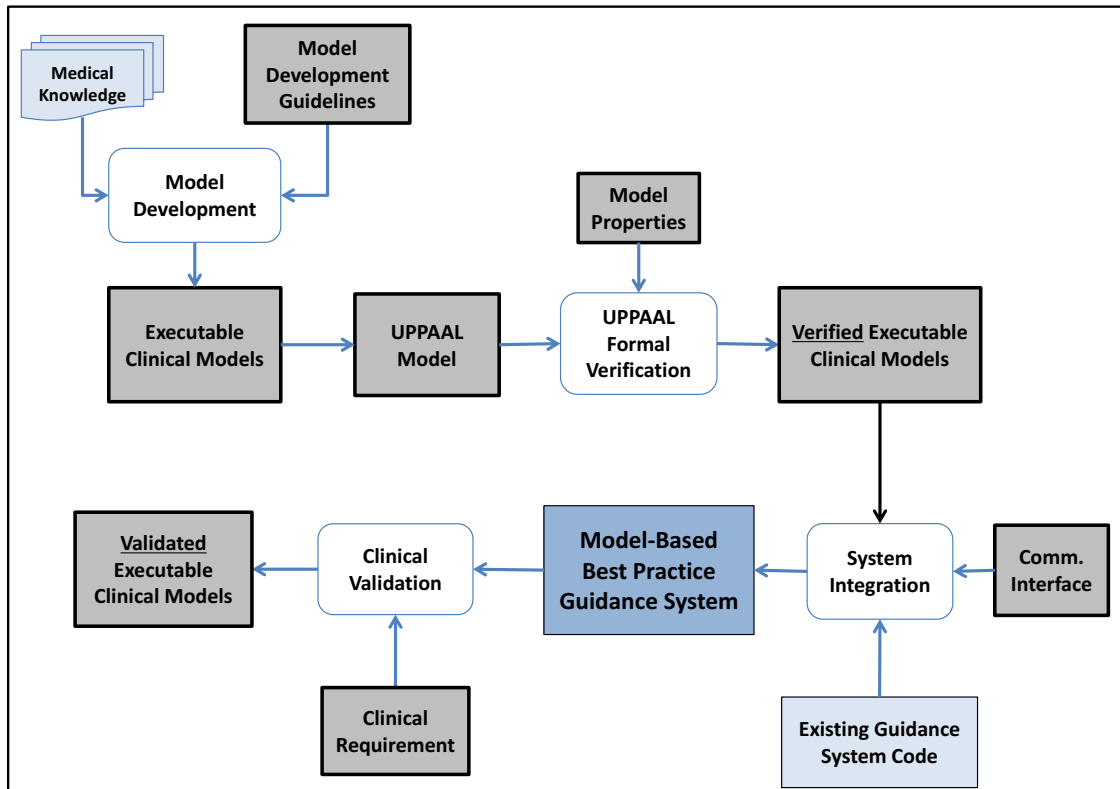 Medical
Knowledge
Model
Development
Guidelines
Model
Development
Model
Properties
Executable
Clinical Models
UPPAAL
Model
UPPAAL
Formal
Verification
Verified Executable
Clinical Models
Validated
Executable
Clinical Models
Clinical
Validation
Model-Based
Best Practice
Guidance System
System
Integration
Comm.
Interface
Clinical
Requirement
Existing Guidance
System Code